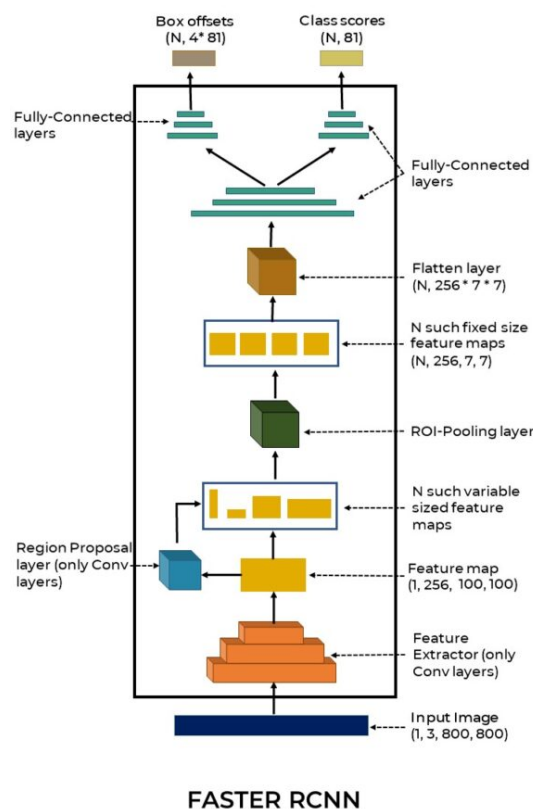 Box offsets
(N, 4* 81)
Class scores
(N, 81)
Fully-Connected
layers
Fully-Connected
layers
Flatten layer
(N, 256 * 7 * 7)
N such fixed size
feature maps
(N, 256, 7, 7)
ROI-Pooling layer
N such variable
sized feature
maps
Region Proposal
layer (only Conv
layers)
Feature map
(1, 256, 100, 100)
Feature
Extractor (only
Conv layers)
Input Image
(1, 3, 800, 800)
FASTER RCNN